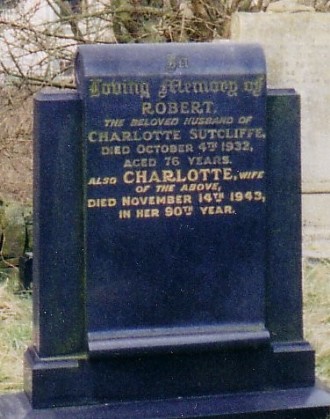 In
Loving Memory of
ROBERT,
THE BELOVED HUSBAND OF
CHARLOTTE SUTCLIFFE,
DIED OCTOBER 4TH 1932,
AGED 76 YEARS.
ALSO CHARLOTTE, WIFE
OF THE ABOVE,
DIED NOVEMBER 14TH 1943,
IN HER 90TH YEAR.